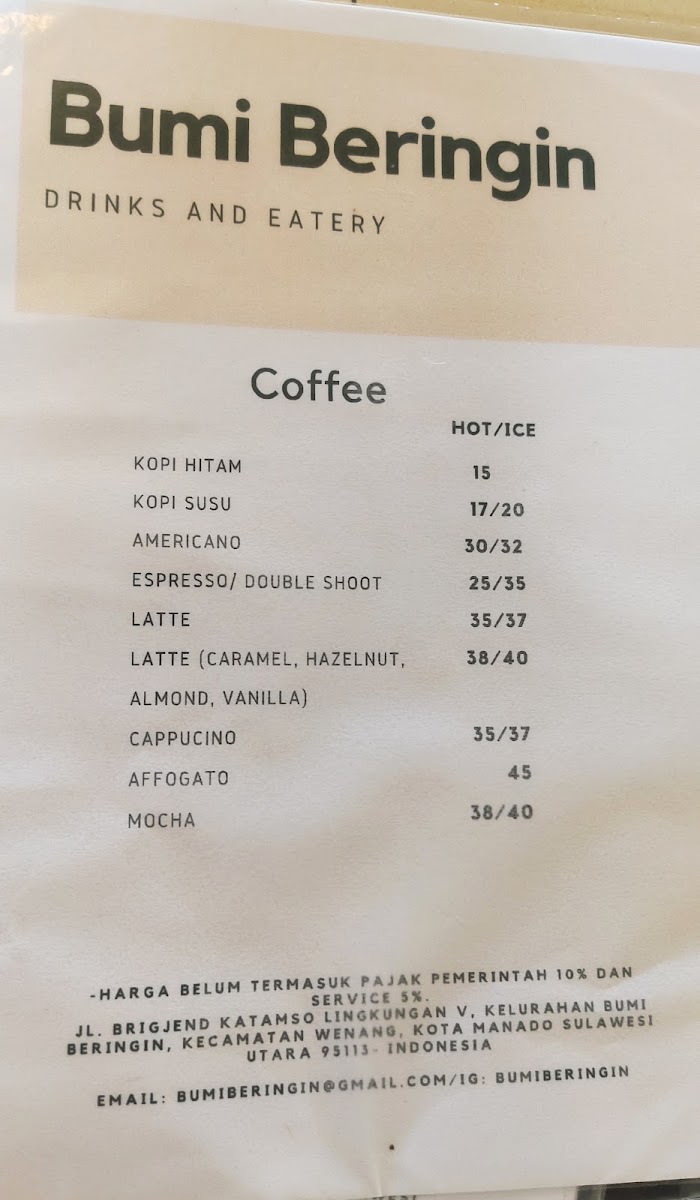 Bumi Beringin
DRINKS AND EATERY
Coffee
HOT/ICE
KOPI HITAM 15
KOPI SUSU 17/20
AMERICANO 30/32
ESPRESSO/ DOUBLE SHOOT 25/35
LATTE 35/37
LATTE (CARAMEL, HAZELNUT, 38/40
ALMOND, VANILLA)
CAPPUCINO 35/37
AFFOGATO 45
MOCHA 38/40
-HARGA BELUM TERMASUK PAJAK PEMERINTAH 10% DAN
SERVICE 5%.
JL. BRIGJEND KATAMSO LINGKUNGAN V, KELURAHAN BUMI
BERINGIN, KECAMATAN WENANG, KOTA MANADO SULAWESI
UTARA 95113- INDONESIA
EMAIL: BUMIBERINGIN@GMAIL.COM/IG: BUMIBERINGIN